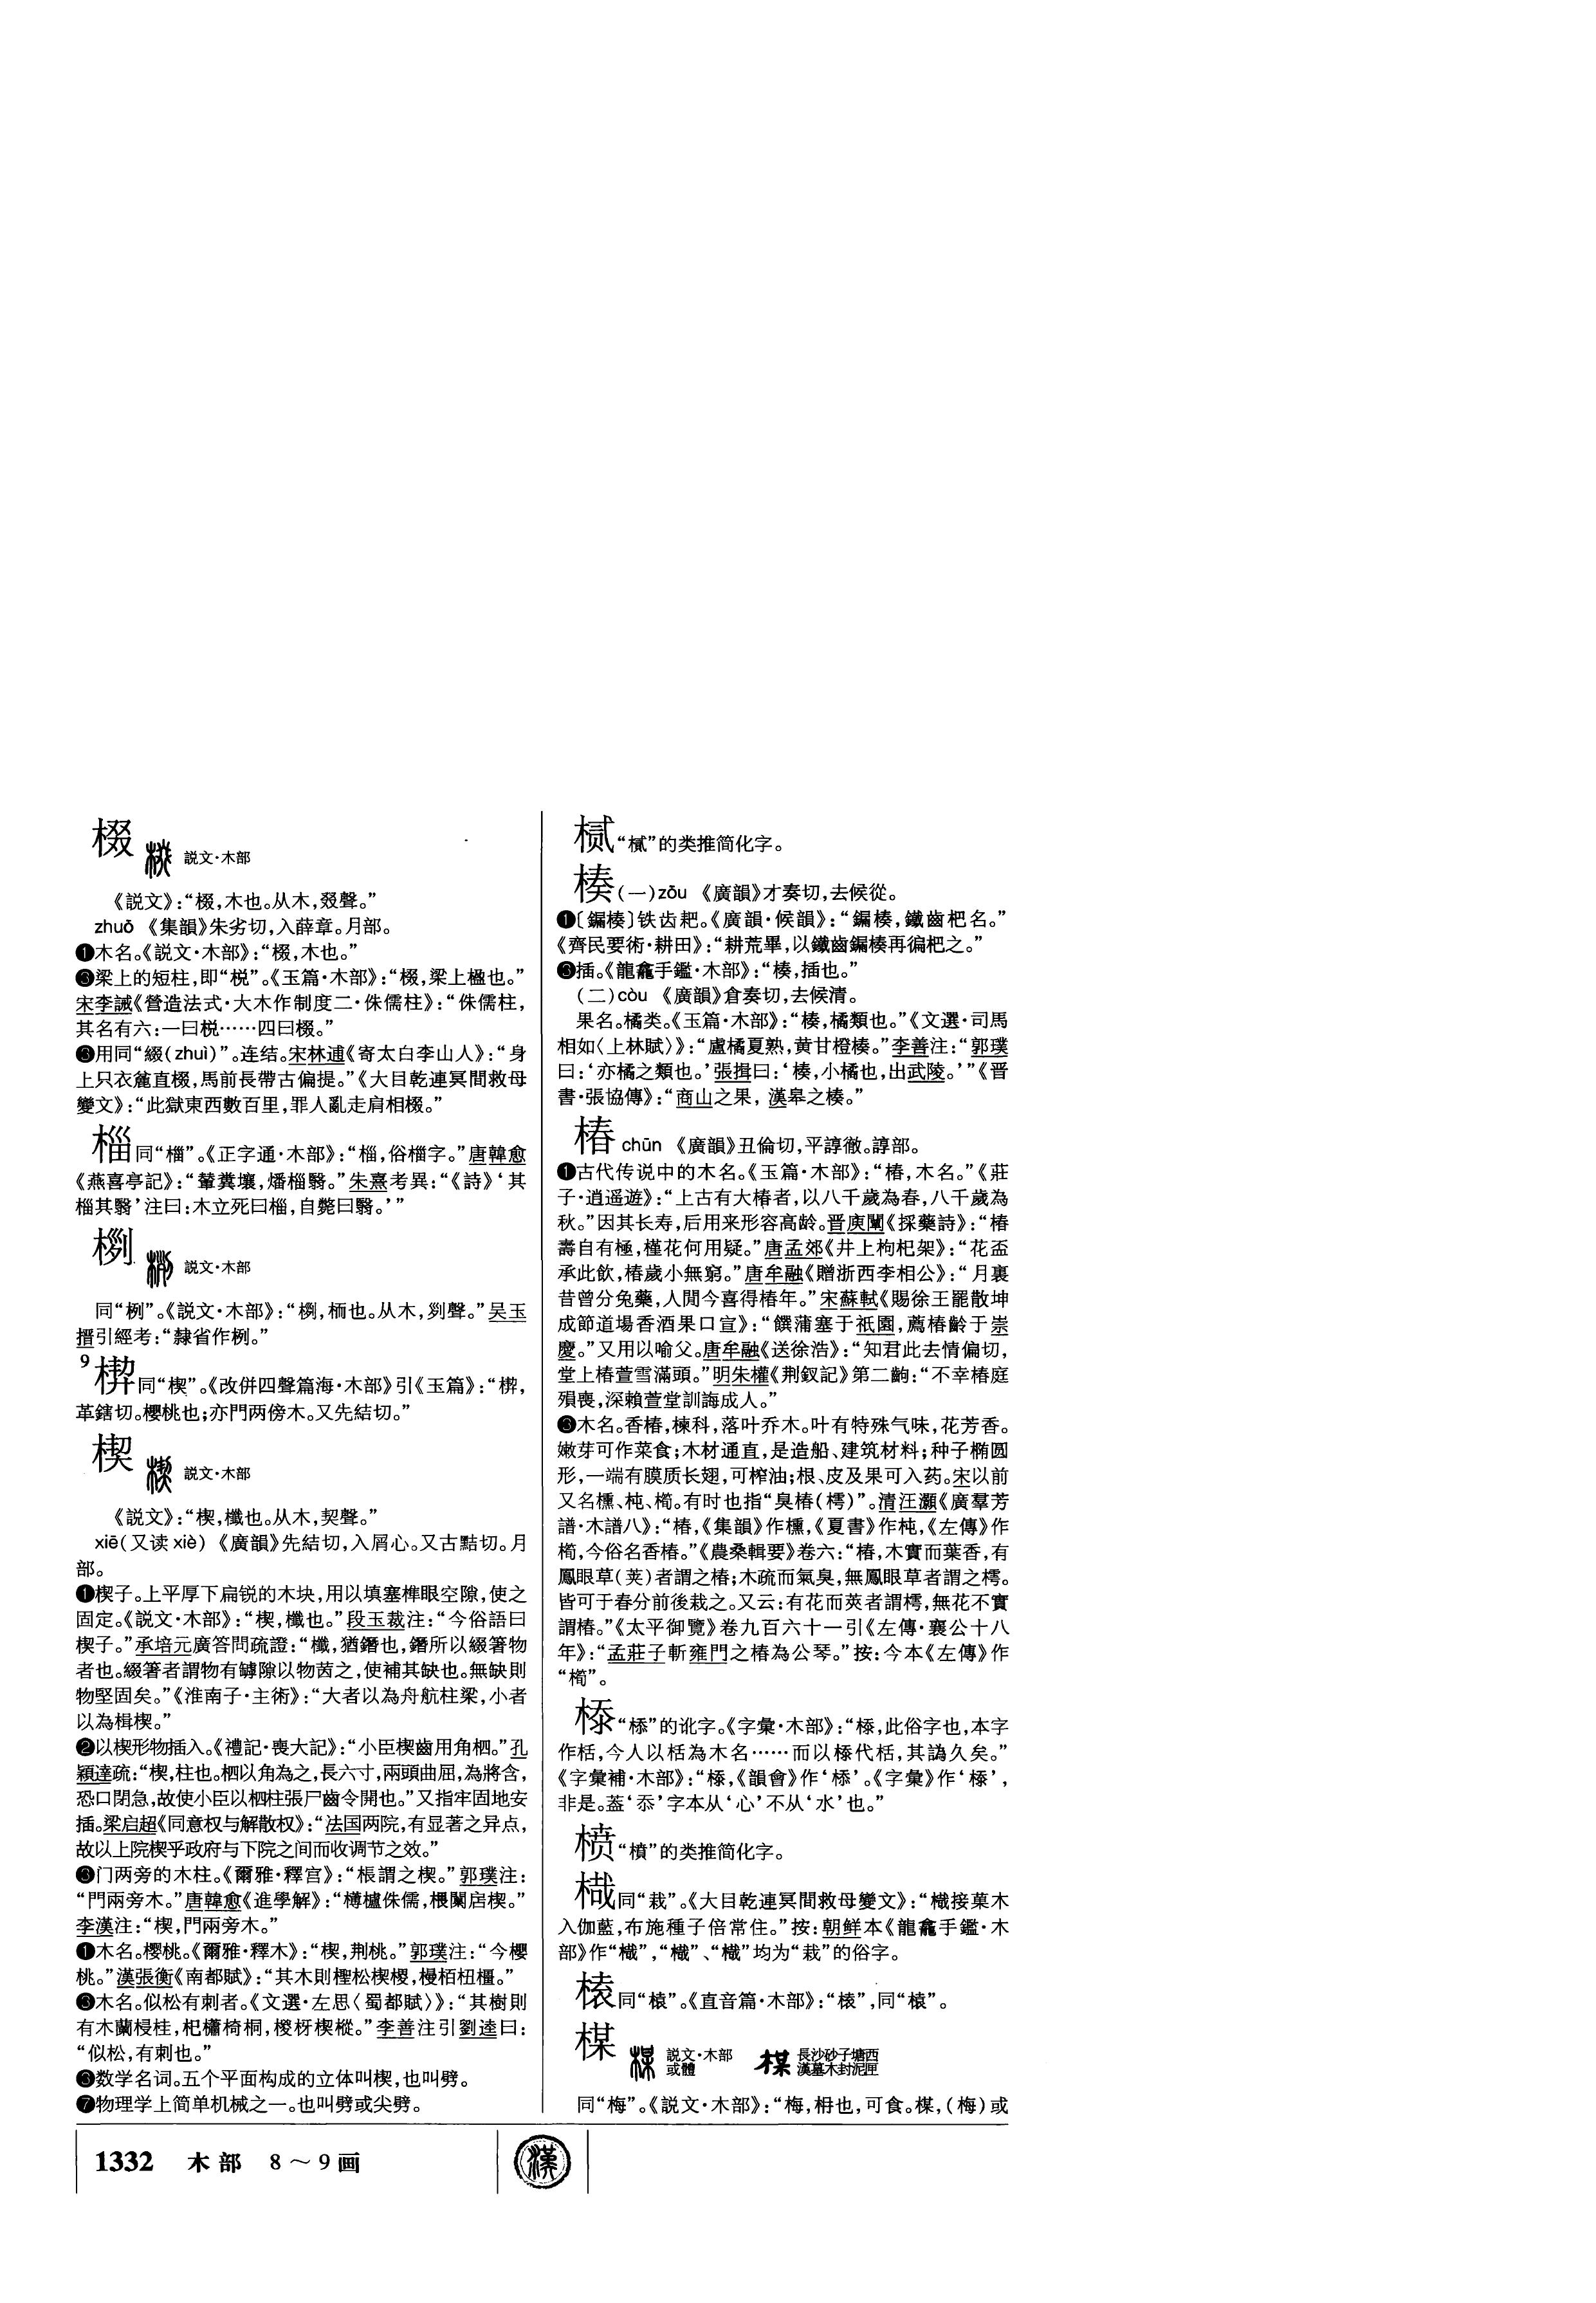 棳
説文·木部
《説文》：“棳，木也。从木，叕聲。”
zhuō 《集韻》朱劣切，入薛章。月部。
❶木名。《説文·木部》：“棳，木也。”
❸梁上的短柱，即“棁”。《玉篇·木部》：“棳，梁上楹也。”
宋李誡《營造法式·大木作制度二·侏儒柱》：“侏儒柱，
其名有六：一曰棁……四曰棳。”
❸用同“綴(zhuì)”。连结。宋林逋《寄太白李山人》：“身
上只衣麄直棳，馬前長帶古偏提。”《大目乾連冥間救母
變文》：“此獄東西數百里，罪人亂走肩相棳。”
同“椔”。《正字通·木部》：“椔，俗椔字。”唐韓愈
《燕喜亭記》：“輦糞壤，燔椔翳。”朱熹考異：“《詩》‘其
椔其翳’注曰：木立死曰椔，自斃曰翳。’”
説文·木部
同“栵”。《説文·木部》：“栵，栭也。从木，𠛱聲。”吴玉
搢引經考：“隸省作栵。”
9
同“楔”。《改併四聲篇海·木部》引《玉篇》：“楔，
革鎋切。櫻桃也；亦門两傍木。又先結切。”
楔
説文·木部
《説文》：“楔，櫼也。从木，契聲。”
xiē(又读 xiè) 《廣韻》先結切，入屑心。又古黠切。月
部。
❶楔子。上平厚下扁锐的木块，用以填塞榫眼空隙，使之
固定。《説文·木部》：“楔，櫼也。”段玉裁注：“今俗語曰
楔子。”承培元廣答問疏證：“櫼，猶鐕也，鐕所以綴箸物
者也。綴箸者謂物有罅隙以物茵之，使補其缺也。無缺則
物堅固矣。”《淮南子·主術》：“大者以為舟航柱梁，小者
以為楫楔。”
❷以楔形物插入。《禮記·喪大記》：“小臣楔齒用角柶。”孔
穎達疏：“楔，柱也。柶以角為之，長六寸，兩頭曲屈，為將含，
恐口閉急，故使小臣以柶柱張尸齒令開也。”又指牢固地安
插。梁启超《同意权与解散权》：“法国两院，有显著之异点，
故以上院楔乎政府与下院之间而收调节之效。”
❸门两旁的木柱。《爾雅·釋宫》：“棖謂之楔。”郭璞注：
“門兩旁木。”唐韓愈《進學解》：“欂櫨侏儒，椳闑扂楔。”
李漢注：“楔，門兩旁木。”
❶木名。櫻桃。《爾雅·釋木》：“楔，荆桃。”郭璞注：“今櫻
桃。”漢張衡《南都賦》：“其木則檉松楔㮨，槾栢杻橿。”
❸木名。似松有刺者。《文選·左思〈蜀都賦〉》：“其樹則
有木蘭梫桂，杞櫹椅桐，椶枒楔樅。”李善注引劉逵曰：
“似松，有刺也。”
❸数学名词。五个平面构成的立体叫楔，也叫劈。
❼物理学上简单机械之一。也叫劈或尖劈。
“樲”的类推简化字。
楱(一)zōu 《廣韻》才奏切，去候從。
❶〔鏂楱〕铁齿耙。《廣韻·候韻》：“鏂楱，鐵齒杷名。”
《齊民要術·耕田》：“耕荒畢，以鐵齒鏂楱再徧杷之。”
❸插。《龍龕手鑑·木部》：“楱，插也。”
(二)còu 《廣韻》倉奏切，去候清。
果名。橘类。《玉篇·木部》：“楱，橘類也。”《文選·司馬
相如〈上林賦〉》：“盧橘夏熟，黄甘橙楱。”李善注：“郭璞
曰：‘亦橘之類也。’張揖曰：‘楱，小橘也，出武陵。’”《晋
書·張協傳》：“商山之果，漢皋之楱。”
椿 chūn 《廣韻》丑倫切，平諄徹。諄部。
❶古代传说中的木名。《玉篇·木部》：“椿，木名。”《莊
子·逍遥遊》：“上古有大椿者，以八千歲為春，八千歲為
秋。”因其长寿，后用来形容高龄。晋庾闡《採藥詩》：“椿
壽自有極，槿花何用疑。”唐孟郊《井上枸杞架》：“花盃
承此飲，椿歲小無窮。”唐牟融《贈浙西李相公》：“月裏
昔曾分兔藥，人閒今喜得椿年。”宋蘇軾《賜徐王罷散坤
成節道場香酒果口宣》：“饌蒲塞于祇園，薦椿齡于崇
慶。”又用以喻父。唐牟融《送徐浩》：“知君此去情偏切，
堂上椿萱雪滿頭。”明朱權《荆釵記》第二齣：“不幸椿庭
殞喪，深賴萱堂訓誨成人。”
❸木名。香椿，楝科，落叶乔木。叶有特殊气味，花芳香。
嫩芽可作菜食；木材通直，是造船、建筑材料；种子椭圆
形，一端有膜质长翅，可榨油；根、皮及果可入药。宋以前
又名櫄、杶、橁。有时也指“臭椿(樗)”。清汪灝《廣羣芳
譜·木譜八》：“椿，《集韻》作櫄，《夏書》作杶，《左傳》作
橁，今俗名香椿。”《農桑輯要》卷六：“椿，木實而葉香，有
鳳眼草(荚)者謂之椿；木疏而氣臭，無鳳眼草者謂之樗。
皆可于春分前後栽之。又云：有花而莢者謂樗，無花不實
謂椿。”《太平御覽》卷九百六十一引《左傳·襄公十八
年》：“孟莊子斬雍門之椿為公琴。”按：今本《左傳》作
“橁”。
“㮇”的讹字。《字彙·木部》：“㮇，此俗字也，本字
作栝，今人以栝為木名……而以㮇代栝，其譌久矣。”
《字彙補·木部》：“㮇，《韻會》作‘㮇’。《字彙》作‘㮇’，
非是。葢‘忝’字本从‘心’不从‘水’也。”
“橨”的类推简化字。
同“栽”。《大目乾連冥間救母變文》：“樴接菓木
入伽藍，布施種子倍常住。”按：朝鲜本《龍龕手鑑·木
部》作“樴”，“樴”、“樴”均为“栽”的俗字。
同“榬”。《直音篇·木部》：“榬”，同“榬”。
楳
説文·木部
或體
長沙砂子塘西
漢墓木封泥匣
同“梅”。《説文·木部》：“梅，枏也，可食。楳，(梅)或
1332 木部 8～9画
漢